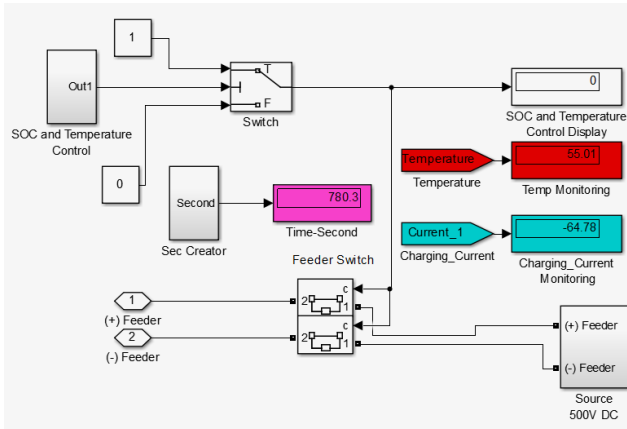 1
Out1
T
F
Switch
SOC and Temperature
Control
0
0
SOC and Temperature
Control Display
Temperature
Temperature
55.01
Temp Monitoring
Second
Sec Creator
780.3
Time-Second
Current_1
Charging_Current
-64.78
Charging_Current
Monitoring
Feeder Switch
1
(+) Feeder
2
(-) Feeder
c
2
1
c
2
1
(+) Feeder
(-) Feeder
Source
500V DC